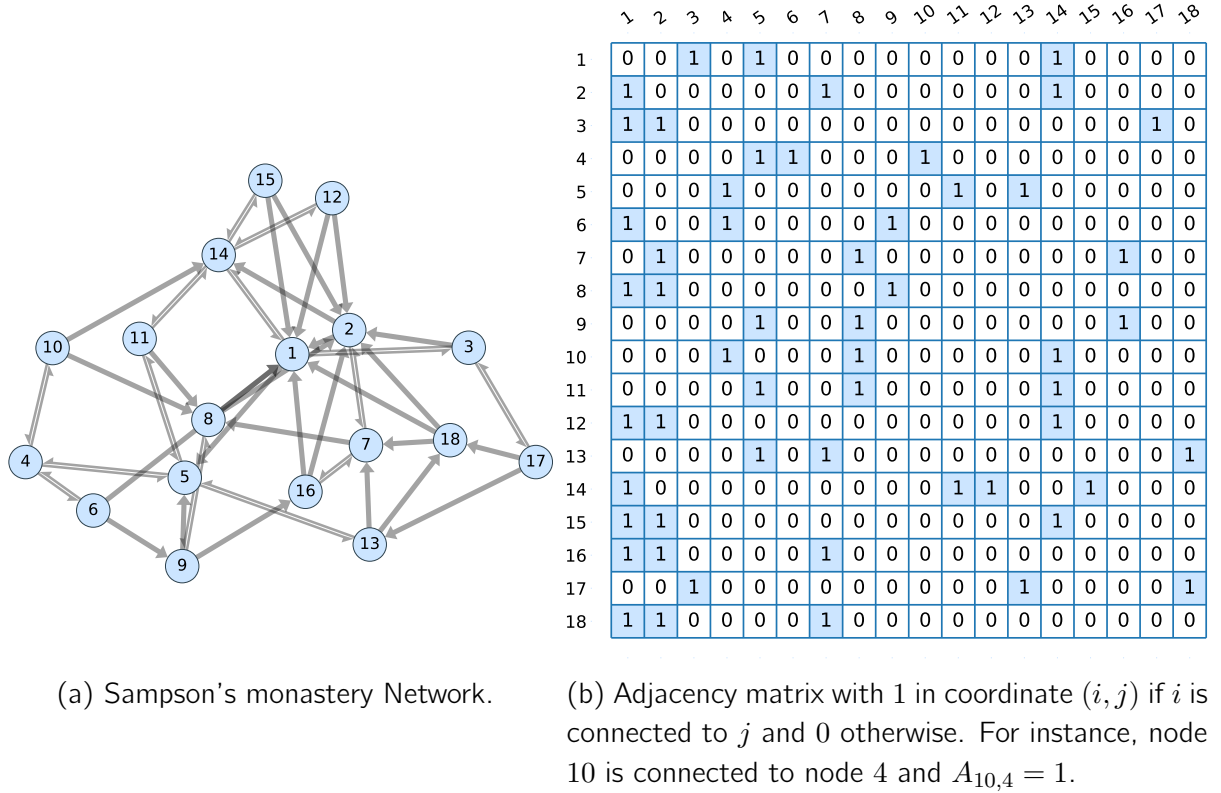 15
12
14
2
10
11
1
3
8
7
18
4
5
17
16
6
13
9
1 2 3 4 5 6 7 8 9 10 11 12 13 14 15 16 17 18
1 0 0 1 0 1 0 0 0 0 0 0 0 0 1 0 0 0 0
2 1 0 0 0 0 0 1 0 0 0 0 0 0 1 0 0 0 0
3 1 1 0 0 0 0 0 0 0 0 0 0 0 0 0 0 1 0
4 0 0 0 0 1 1 0 0 0 1 0 0 0 0 0 0 0 0
5 0 0 0 1 0 0 0 0 0 0 1 0 1 0 0 0 0 0
6 1 0 0 1 0 0 0 0 1 0 0 0 0 0 0 0 0 0
7 0 1 0 0 0 0 0 1 0 0 0 0 0 0 0 1 0 0
8 1 1 0 0 0 0 0 0 1 0 0 0 0 0 0 0 0 0
9 0 0 0 0 1 0 0 1 0 0 0 0 0 0 0 1 0 0
10 0 0 0 1 0 0 0 1 0 0 0 0 0 1 0 0 0 0
11 0 0 0 0 1 0 0 1 0 0 0 0 0 1 0 0 0 0
12 1 1 0 0 0 0 0 0 0 0 0 0 0 1 0 0 0 0
13 0 0 0 0 1 0 1 0 0 0 0 0 0 0 0 0 0 1
14 1 0 0 0 0 0 0 0 0 0 1 1 0 0 1 0 0 0
15 1 1 0 0 0 0 0 0 0 0 0 0 0 1 0 0 0 0
16 1 1 0 0 0 0 1 0 0 0 0 0 0 0 0 0 0 0
17 0 0 1 0 0 0 0 0 0 0 0 0 1 0 0 0 0 1
18 1 1 0 0 0 0 1 0 0 0 0 0 0 0 0 0 0 0
(a) Sampson's monastery Network.
(b) Adjacency matrix with 1 in coordinate (i, j) if i is
connected to j and 0 otherwise. For instance, node
10 is connected to node 4 and A₁₀,₄ = 1.